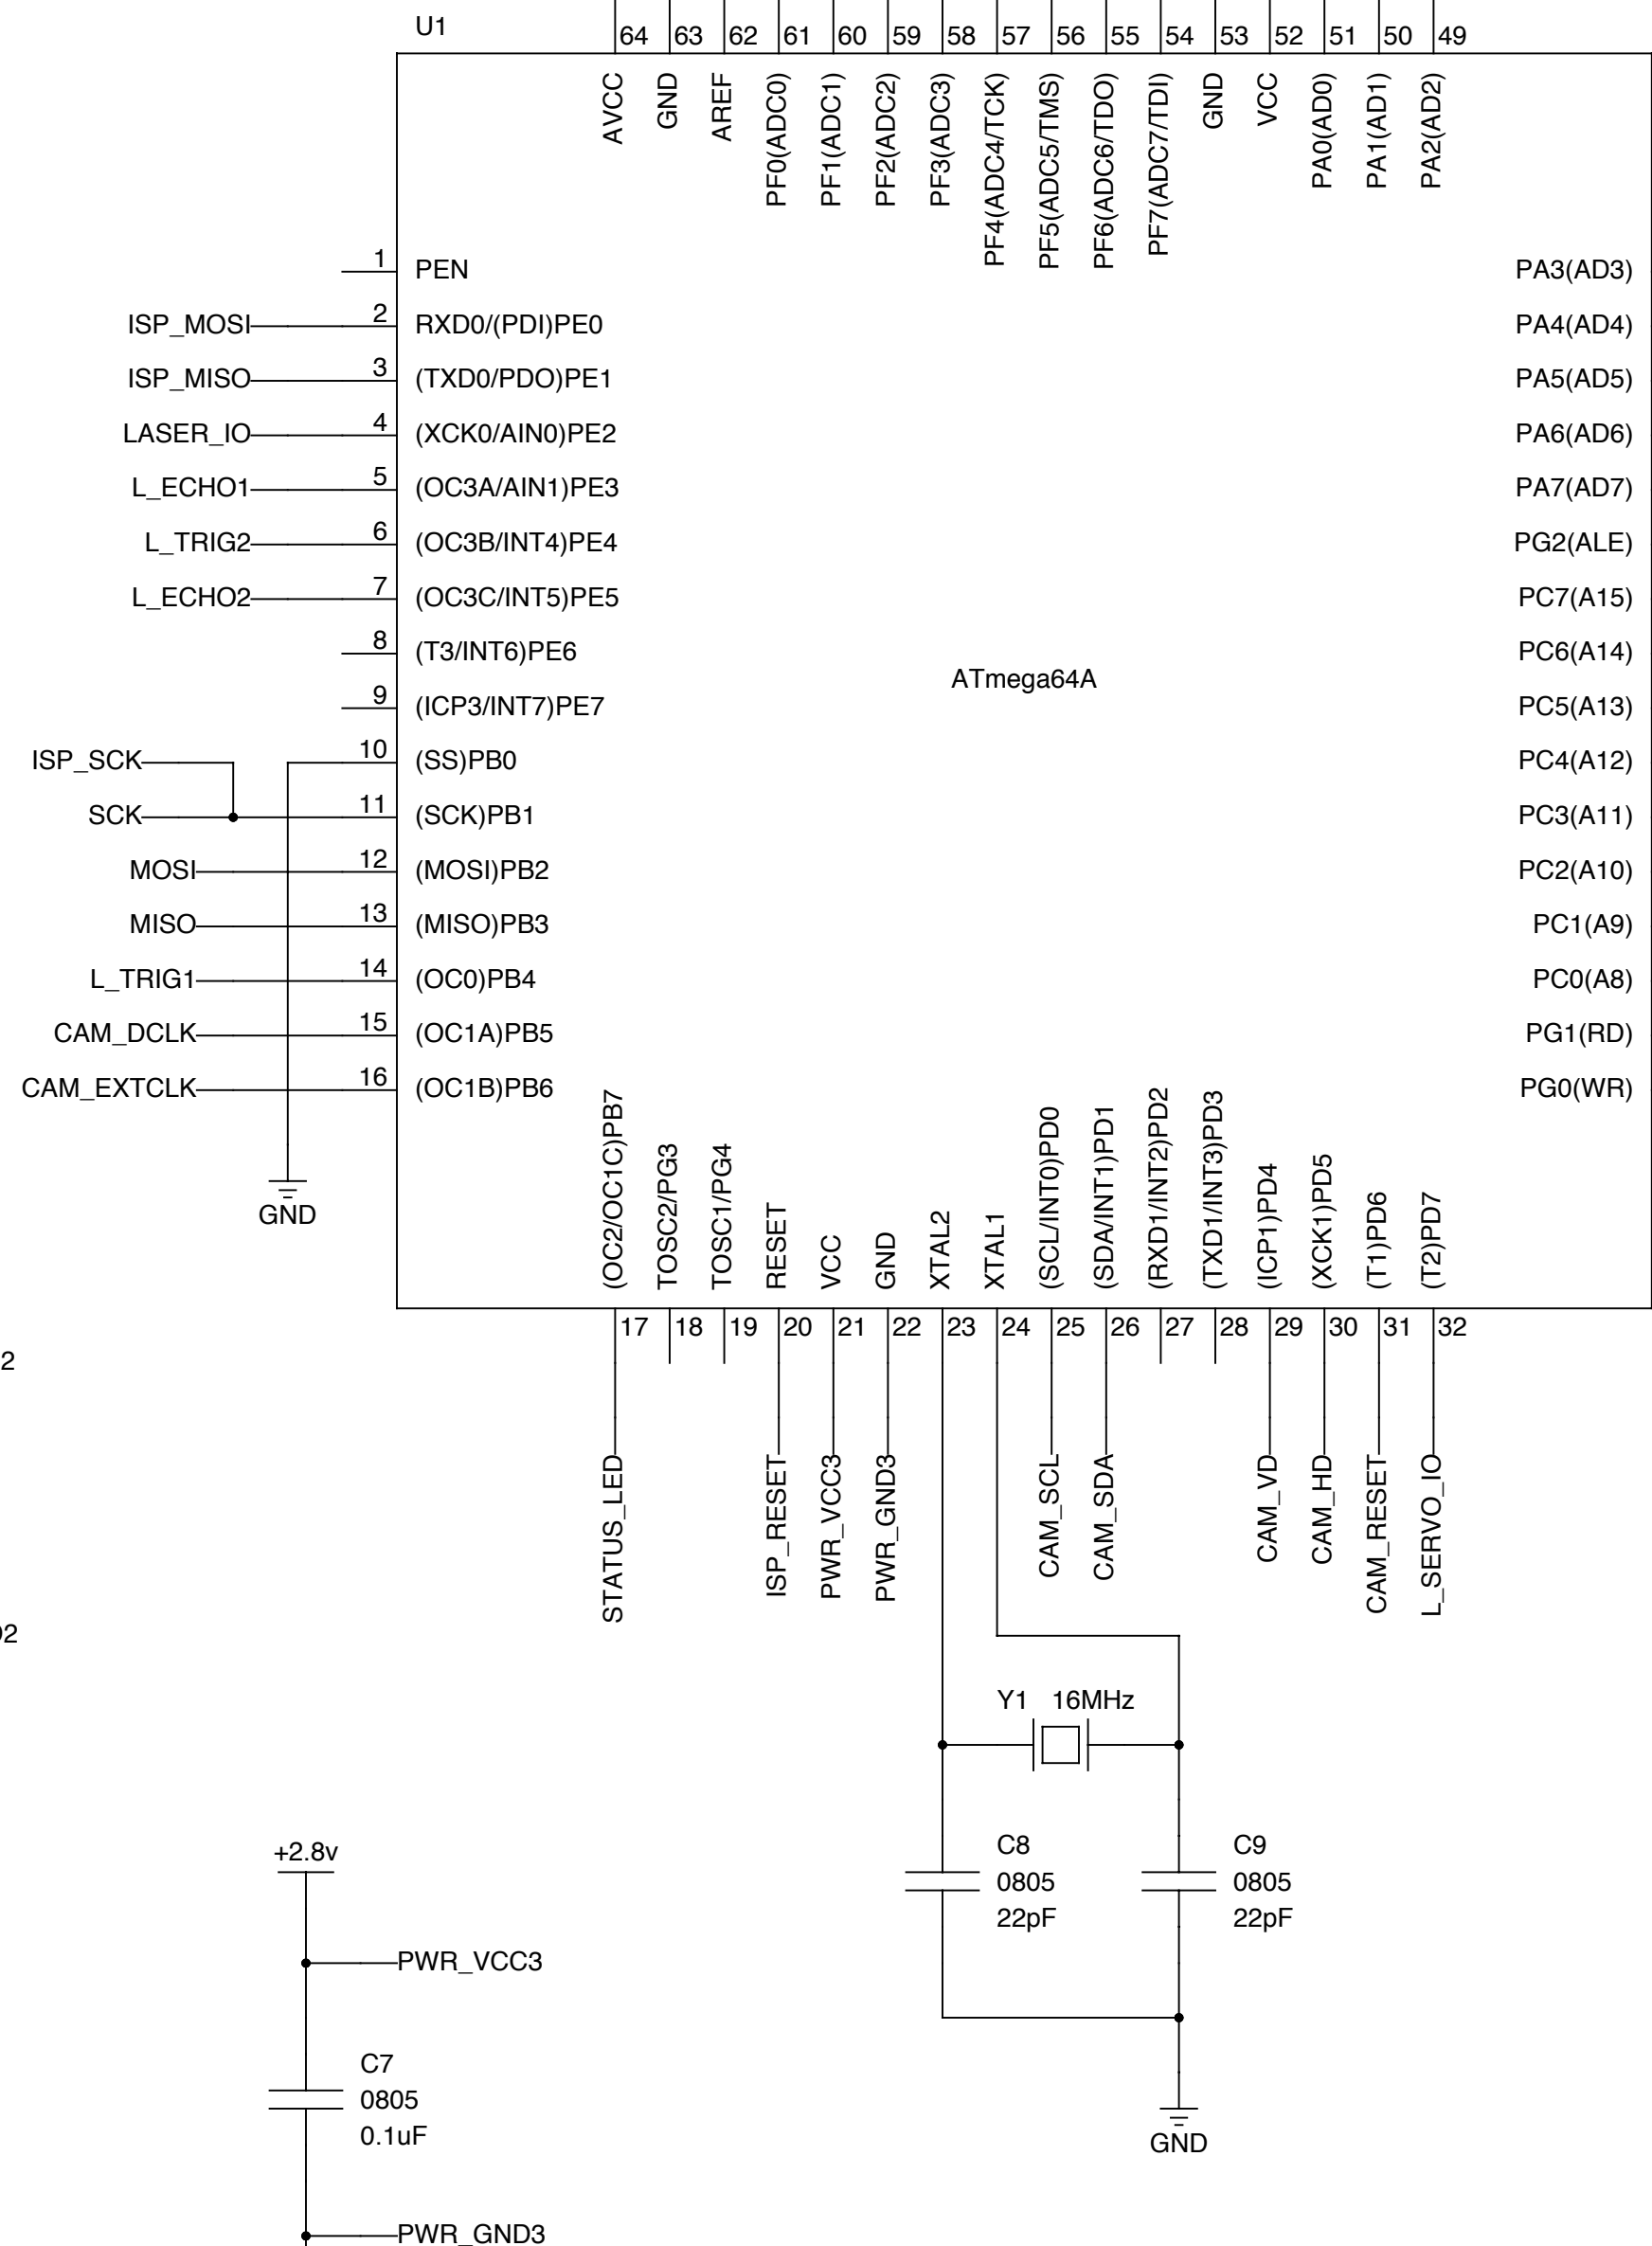 U1
64 63 62 61 60 59 58 57 56 55 54 53 52 51 50 49
AVCC
GND
AREF
PF0(ADC0)
PF1(ADC1)
PF2(ADC2)
PF3(ADC3)
PF4(ADC4/TCK)
PF5(ADC5/TMS)
PF6(ADC6/TDO)
PF7(ADC7/TDI)
GND
VCC
PA0(AD0)
PA1(AD1)
PA2(AD2)
1 PEN
ISP_MOSI 2 RXD0/(PDI)PE0
ISP_MISO 3 (TXD0/PDO)PE1
LASER_IO 4 (XCK0/AIN0)PE2
L_ECHO1 5 (OC3A/AIN1)PE3
L_TRIG2 6 (OC3B/INT4)PE4
L_ECHO2 7 (OC3C/INT5)PE5
8 (T3/INT6)PE6
9 (ICP3/INT7)PE7
ISP_SCK 10 (SS)PB0
SCK 11 (SCK)PB1
MOSI 12 (MOSI)PB2
MISO 13 (MISO)PB3
L_TRIG1 14 (OC0)PB4
CAM_DCLK 15 (OC1A)PB5
CAM_EXTCLK 16 (OC1B)PB6
GND
ATmega64A
PA3(AD3)
PA4(AD4)
PA5(AD5)
PA6(AD6)
PA7(AD7)
PG2(ALE)
PC7(A15)
PC6(A14)
PC5(A13)
PC4(A12)
PC3(A11)
PC2(A10)
PC1(A9)
PC0(A8)
PG1(RD)
PG0(WR)
(OC2/OC1C)PB7
TOSC2/PG3
TOSC1/PG4
RESET
VCC
GND
XTAL2
XTAL1
(SCL/INT0)PD0
(SDA/INT1)PD1
(RXD1/INT2)PD2
(TXD1/INT3)PD3
(ICP1)PD4
(XCK1)PD5
(T1)PD6
(T2)PD7
17 18 19 20 21 22 23 24 25 26 27 28 29 30 31 32
2
STATUS_LED
ISP_RESET
PWR_VCC3
PWR_GND3
CAM_SCL
CAM_SDA
CAM_VD
CAM_HD
CAM_RESET
L_SERVO_IO
Y1 16MHz
C8
0805
22pF
C9
0805
22pF
GND
+2.8v
PWR_VCC3
C7
0805
0.1uF
PWR_GND3